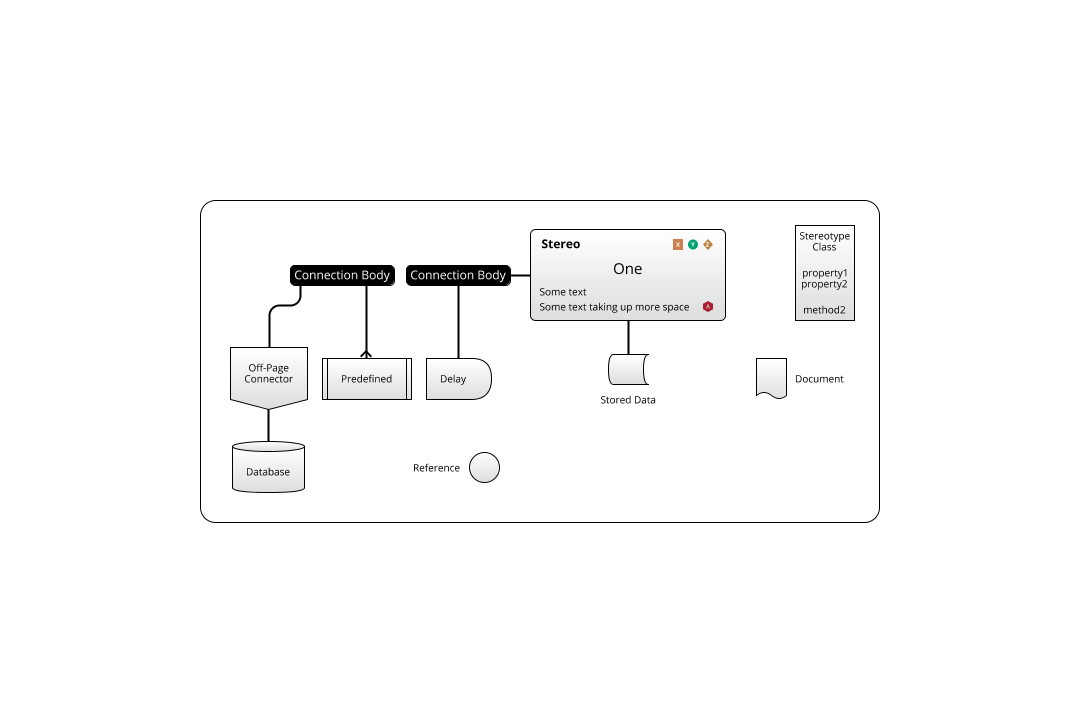 Stereo
X Y Z
One
Some text
Some text taking up more space
A
Connection Body
Connection Body
Stereotype
Class
property1
property2
method2
Off-Page
Connector
Predefined
Delay
Stored Data
Document
Database
Reference